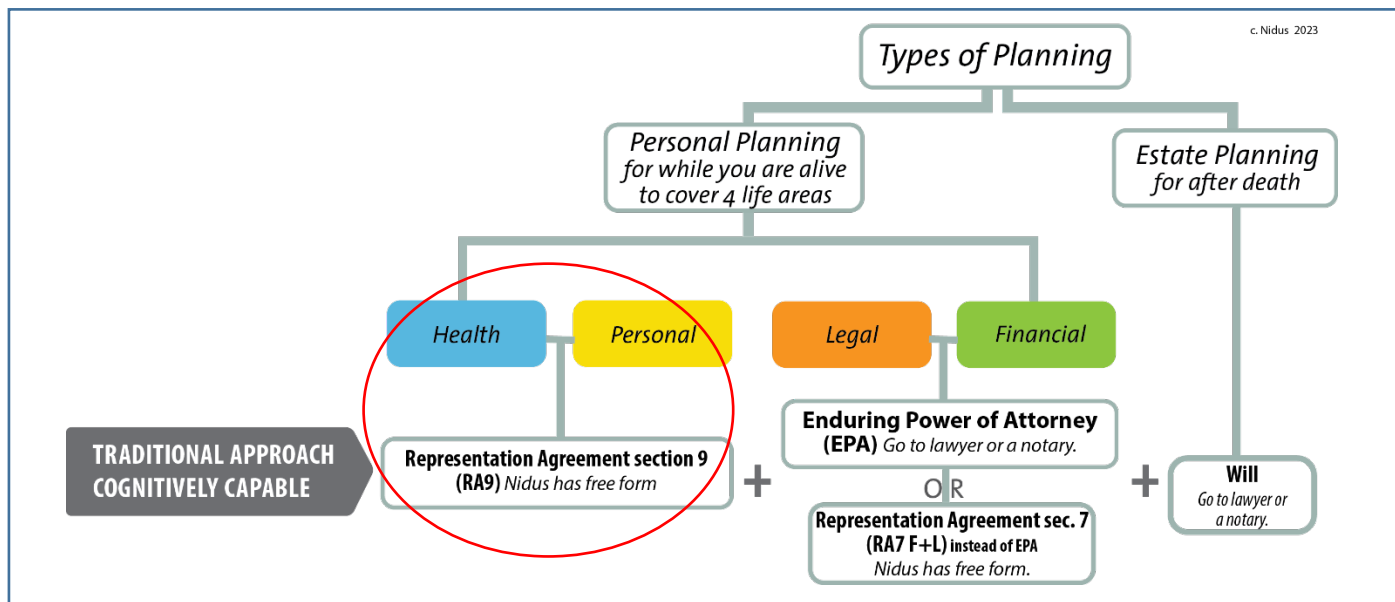 c. Nidus 2023
Types of Planning
Personal Planning
for while you are alive
to cover 4 life areas
Estate Planning
for after death
Health
Personal
Legal
Financial
TRADITIONAL APPROACH
COGNITIVELY CAPABLE
Representation Agreement section 9
(RA9) Nidus has free form
+
Enduring Power of Attorney
(EPA) Go to lawyer or a notary.
OR
Representation Agreement sec. 7
(RA7 F+L) instead of EPA
Nidus has free form.
+
Will
Go to lawyer or
a notary.